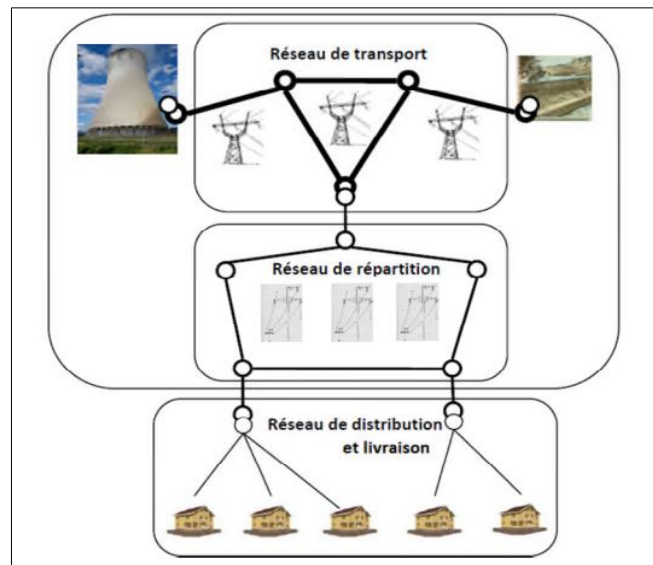 Réseau de transport
Réseau de répartition
Réseau de distribution
et livraison